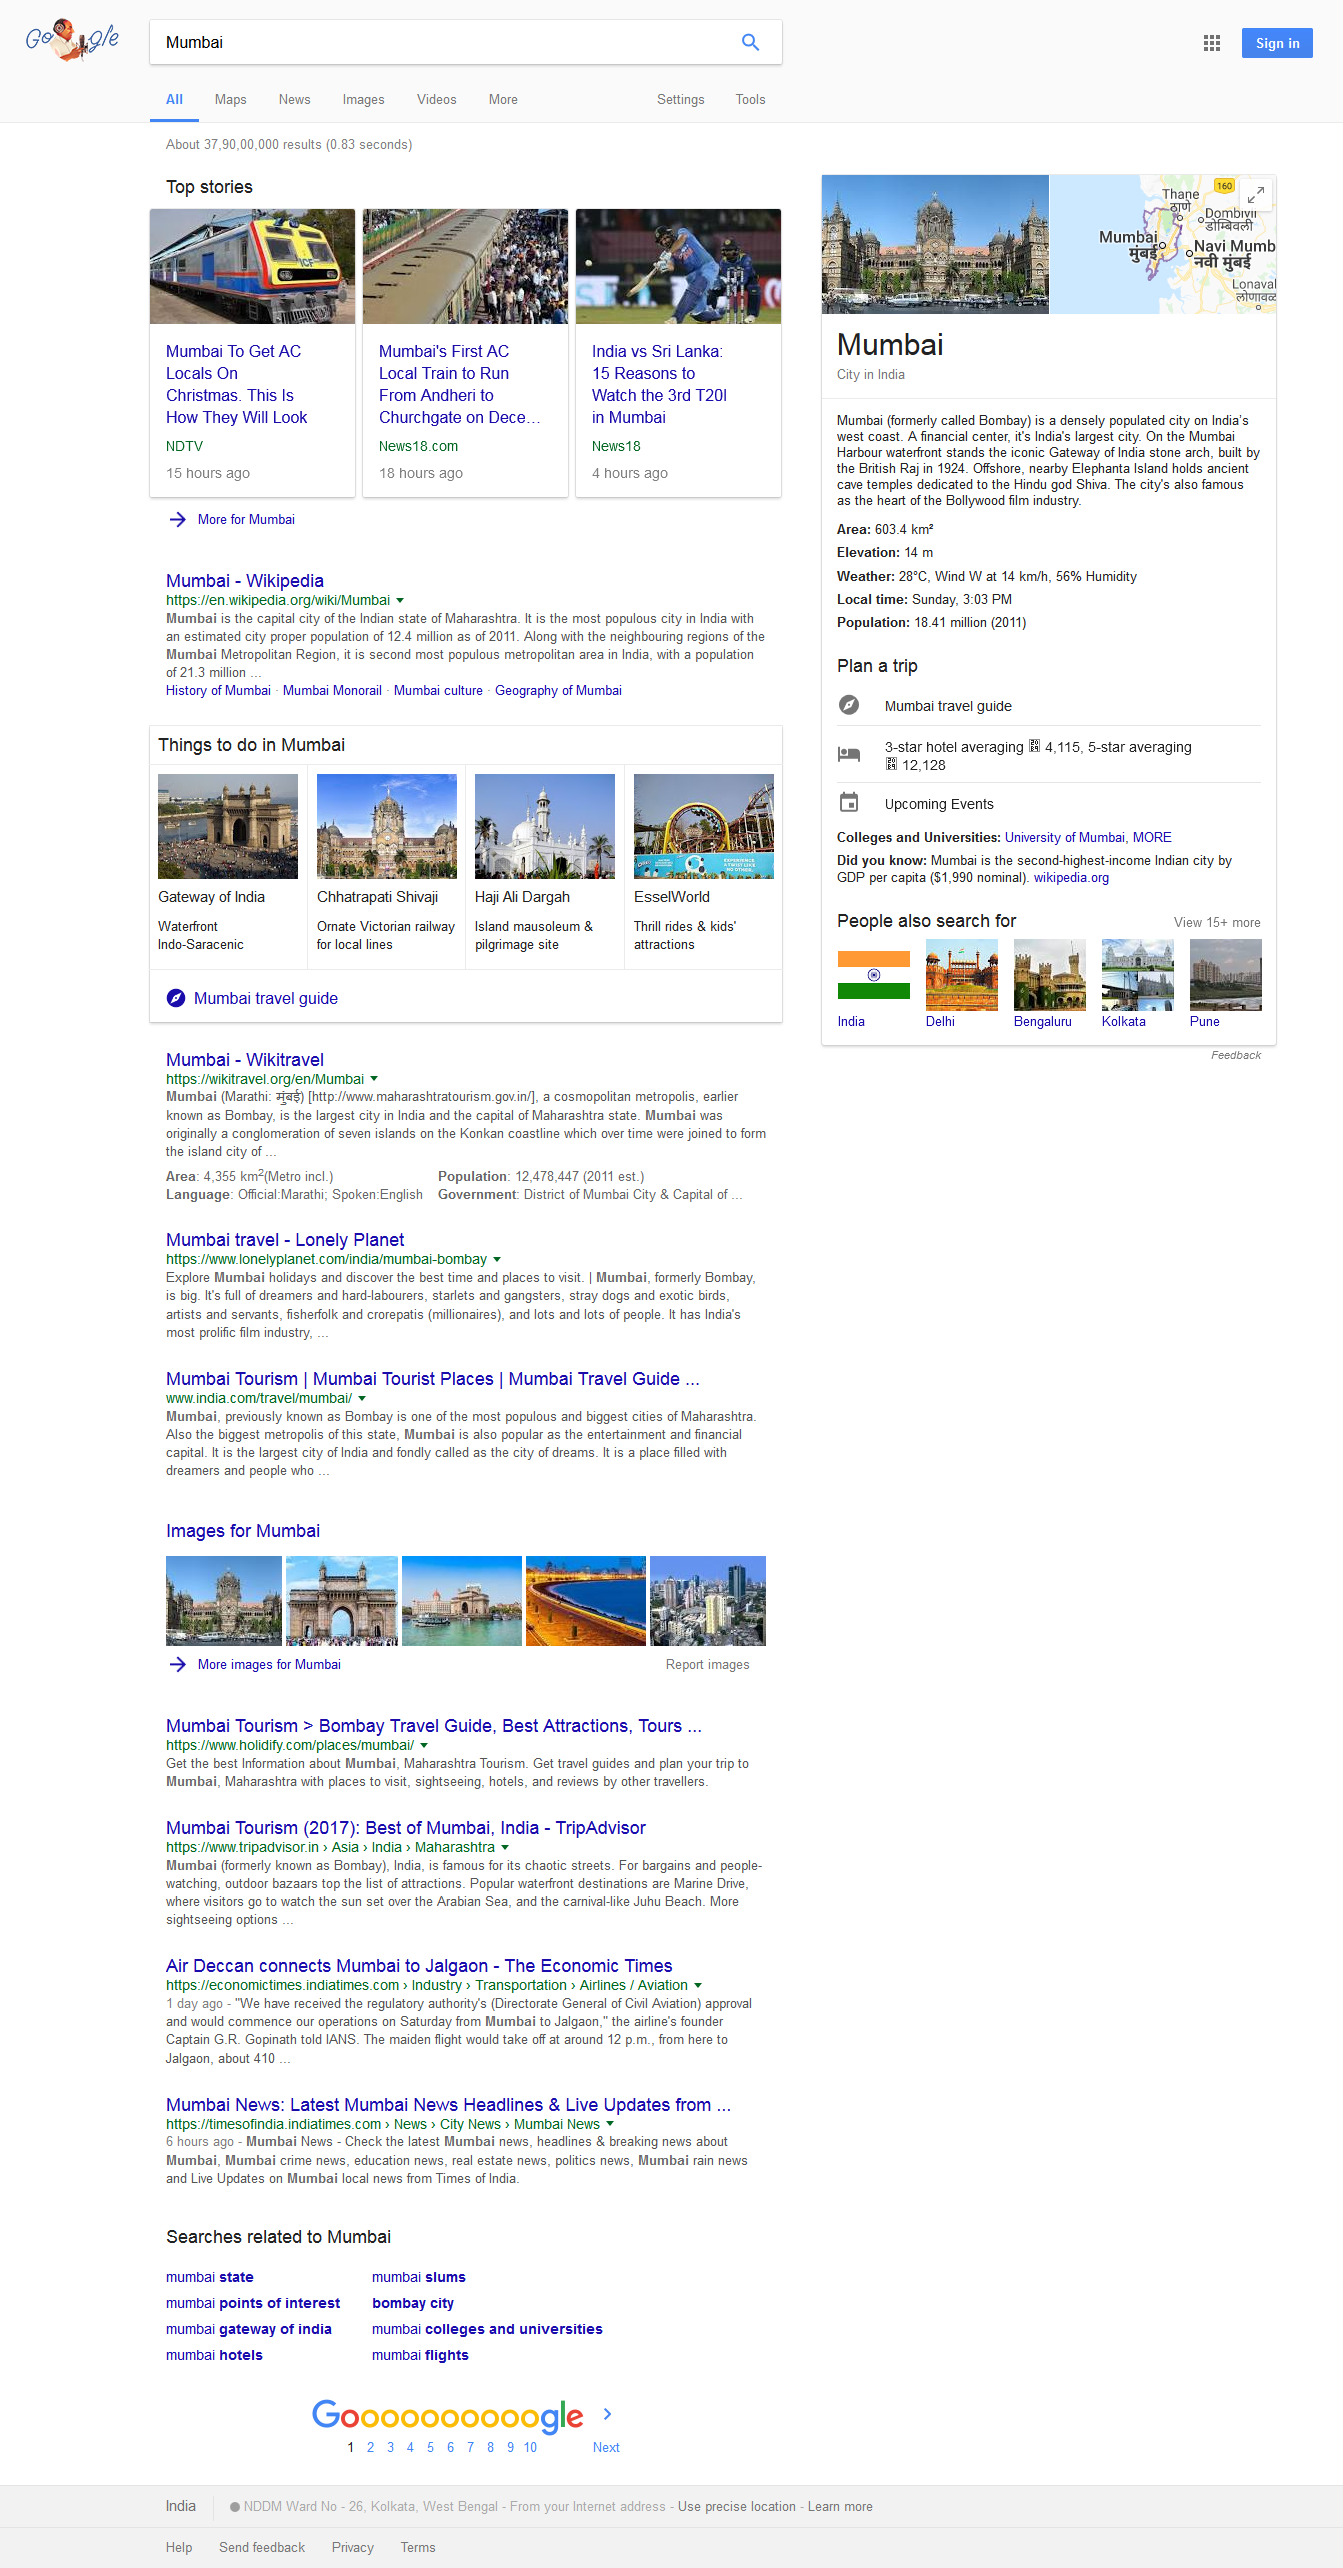 Google
Mumbai
Sign in
All Maps News Images Videos More Settings Tools
About 37,90,00,000 results (0.83 seconds)
Top stories
ICF
Mumbai To Get AC
Locals On
Christmas. This Is
How They Will Look
NDTV
15 hours ago
Mumbai's First AC
Local Train to Run
From Andheri to
Churchgate on Dece...
News18.com
18 hours ago
India vs Sri Lanka:
15 Reasons to
Watch the 3rd T20I
in Mumbai
News18
4 hours ago
More for Mumbai
Mumbai - Wikipedia
https://en.wikipedia.org/wiki/Mumbai
Mumbai is the capital city of the Indian state of Maharashtra. It is the most populous city in India with
an estimated city proper population of 12.4 million as of 2011. Along with the neighbouring regions of the
Mumbai Metropolitan Region, it is second most populous metropolitan area in India, with a population
of 21.3 million ...
History of Mumbai · Mumbai Monorail · Mumbai culture · Geography of Mumbai
Things to do in Mumbai
Gateway of India
Waterfront
Indo-Saracenic
Chhatrapati Shivaji
Ornate Victorian railway
for local lines
Haji Ali Dargah
Island mausoleum &
pilgrimage site
EXPERIENCE
A TWIST LIKE
NO OTHER.
EsselWorld
Thrill rides & kids'
attractions
Mumbai travel guide
Mumbai - Wikitravel
https://wikitravel.org/en/Mumbai
Mumbai (Marathi: मुंबई) [http://www.maharashtratourism.gov.in/], a cosmopolitan metropolis, earlier
known as Bombay, is the largest city in India and the capital of Maharashtra state. Mumbai was
originally a conglomeration of seven islands on the Konkan coastline which over time were joined to form
the island city of ...
Area: 4,355 km²(Metro incl.) Population: 12,478,447 (2011 est.)
Language: Official:Marathi; Spoken:English Government: District of Mumbai City & Capital of ...
Mumbai travel - Lonely Planet
https://www.lonelyplanet.com/india/mumbai-bombay
Explore Mumbai holidays and discover the best time and places to visit. | Mumbai, formerly Bombay,
is big. It's full of dreamers and hard-labourers, starlets and gangsters, stray dogs and exotic birds,
artists and servants, fisherfolk and crorepatis (millionaires), and lots and lots of people. It has India's
most prolific film industry, ...
Mumbai Tourism | Mumbai Tourist Places | Mumbai Travel Guide ...
www.india.com/travel/mumbai/
Mumbai, previously known as Bombay is one of the most populous and biggest cities of Maharashtra.
Also the biggest metropolis of this state, Mumbai is also popular as the entertainment and financial
capital. It is the largest city of India and fondly called as the city of dreams. It is a place filled with
dreamers and people who ...
Images for Mumbai
More images for Mumbai Report images
Mumbai Tourism > Bombay Travel Guide, Best Attractions, Tours ...
https://www.holidify.com/places/mumbai/
Get the best Information about Mumbai, Maharashtra Tourism. Get travel guides and plan your trip to
Mumbai, Maharashtra with places to visit, sightseeing, hotels, and reviews by other travellers.
Mumbai Tourism (2017): Best of Mumbai, India - TripAdvisor
https://www.tripadvisor.in › Asia › India › Maharashtra
Mumbai (formerly known as Bombay), India, is famous for its chaotic streets. For bargains and people-
watching, outdoor bazaars top the list of attractions. Popular waterfront destinations are Marine Drive,
where visitors go to watch the sun set over the Arabian Sea, and the carnival-like Juhu Beach. More
sightseeing options ...
Air Deccan connects Mumbai to Jalgaon - The Economic Times
https://economictimes.indiatimes.com › Industry › Transportation › Airlines / Aviation
1 day ago - "We have received the regulatory authority's (Directorate General of Civil Aviation) approval
and would commence our operations on Saturday from Mumbai to Jalgaon," the airline's founder
Captain G.R. Gopinath told IANS. The maiden flight would take off at around 12 p.m., from here to
Jalgaon, about 410 ...
Mumbai News: Latest Mumbai News Headlines & Live Updates from ...
https://timesofindia.indiatimes.com › News › City News › Mumbai News
6 hours ago - Mumbai News - Check the latest Mumbai news, headlines & breaking news about
Mumbai, Mumbai crime news, education news, real estate news, politics news, Mumbai rain news
and Live Updates on Mumbai local news from Times of India.
Searches related to Mumbai
mumbai state mumbai slums
mumbai points of interest bombay city
mumbai gateway of india mumbai colleges and universities
mumbai hotels mumbai flights
Goooooooooogle
1 2 3 4 5 6 7 8 9 10 Next
160
Thane
ठाणे
Dombivli
डोम्बिवली
Mumbai
मुंबई
Navi Mumb
नवी मुंबई
Lonaval
लोणावळ
Mumbai
City in India
Mumbai (formerly called Bombay) is a densely populated city on India's
west coast. A financial center, it's India's largest city. On the Mumbai
Harbour waterfront stands the iconic Gateway of India stone arch, built by
the British Raj in 1924. Offshore, nearby Elephanta Island holds ancient
cave temples dedicated to the Hindu god Shiva. The city's also famous
as the heart of the Bollywood film industry.
Area: 603.4 km²
Elevation: 14 m
Weather: 28°C, Wind W at 14 km/h, 56% Humidity
Local time: Sunday, 3:03 PM
Population: 18.41 million (2011)
Plan a trip
Mumbai travel guide
3-star hotel averaging 4,115, 5-star averaging
12,128
Upcoming Events
Colleges and Universities: University of Mumbai, MORE
Did you know: Mumbai is the second-highest-income Indian city by
GDP per capita ($1,990 nominal). wikipedia.org
People also search for View 15+ more
India Delhi Bengaluru Kolkata Pune
Feedback
India NDDM Ward No - 26, Kolkata, West Bengal - From your Internet address - Use precise location - Learn more
Help Send feedback Privacy Terms